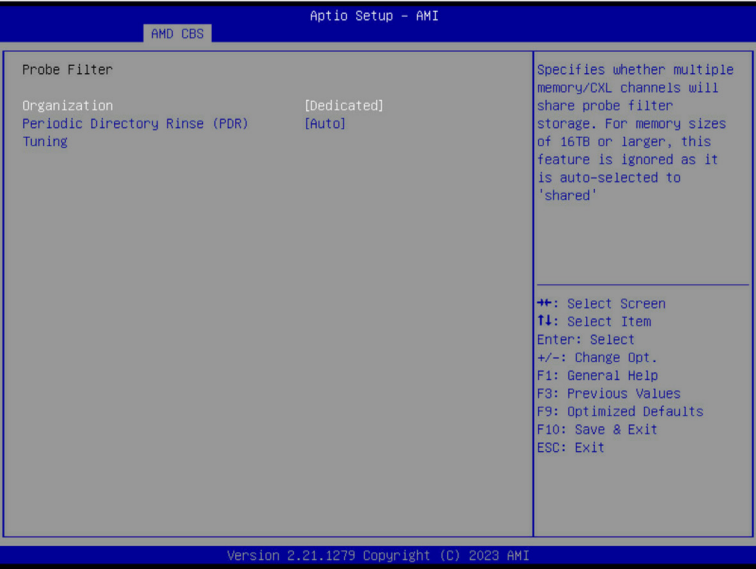 Aptio Setup – AMI
AMD CBS
Probe Filter
Organization [Dedicated]
Periodic Directory Rinse (PDR) [Auto]
Tuning
Specifies whether multiple
memory/CXL channels will
share probe filter
storage. For memory sizes
of 16TB or larger, this
feature is ignored as it
is auto-selected to
'shared'
→←: Select Screen
↑↓: Select Item
Enter: Select
+/-: Change Opt.
F1: General Help
F3: Previous Values
F9: Optimized Defaults
F10: Save & Exit
ESC: Exit
Version 2.21.1279 Copyright (C) 2023 AMI